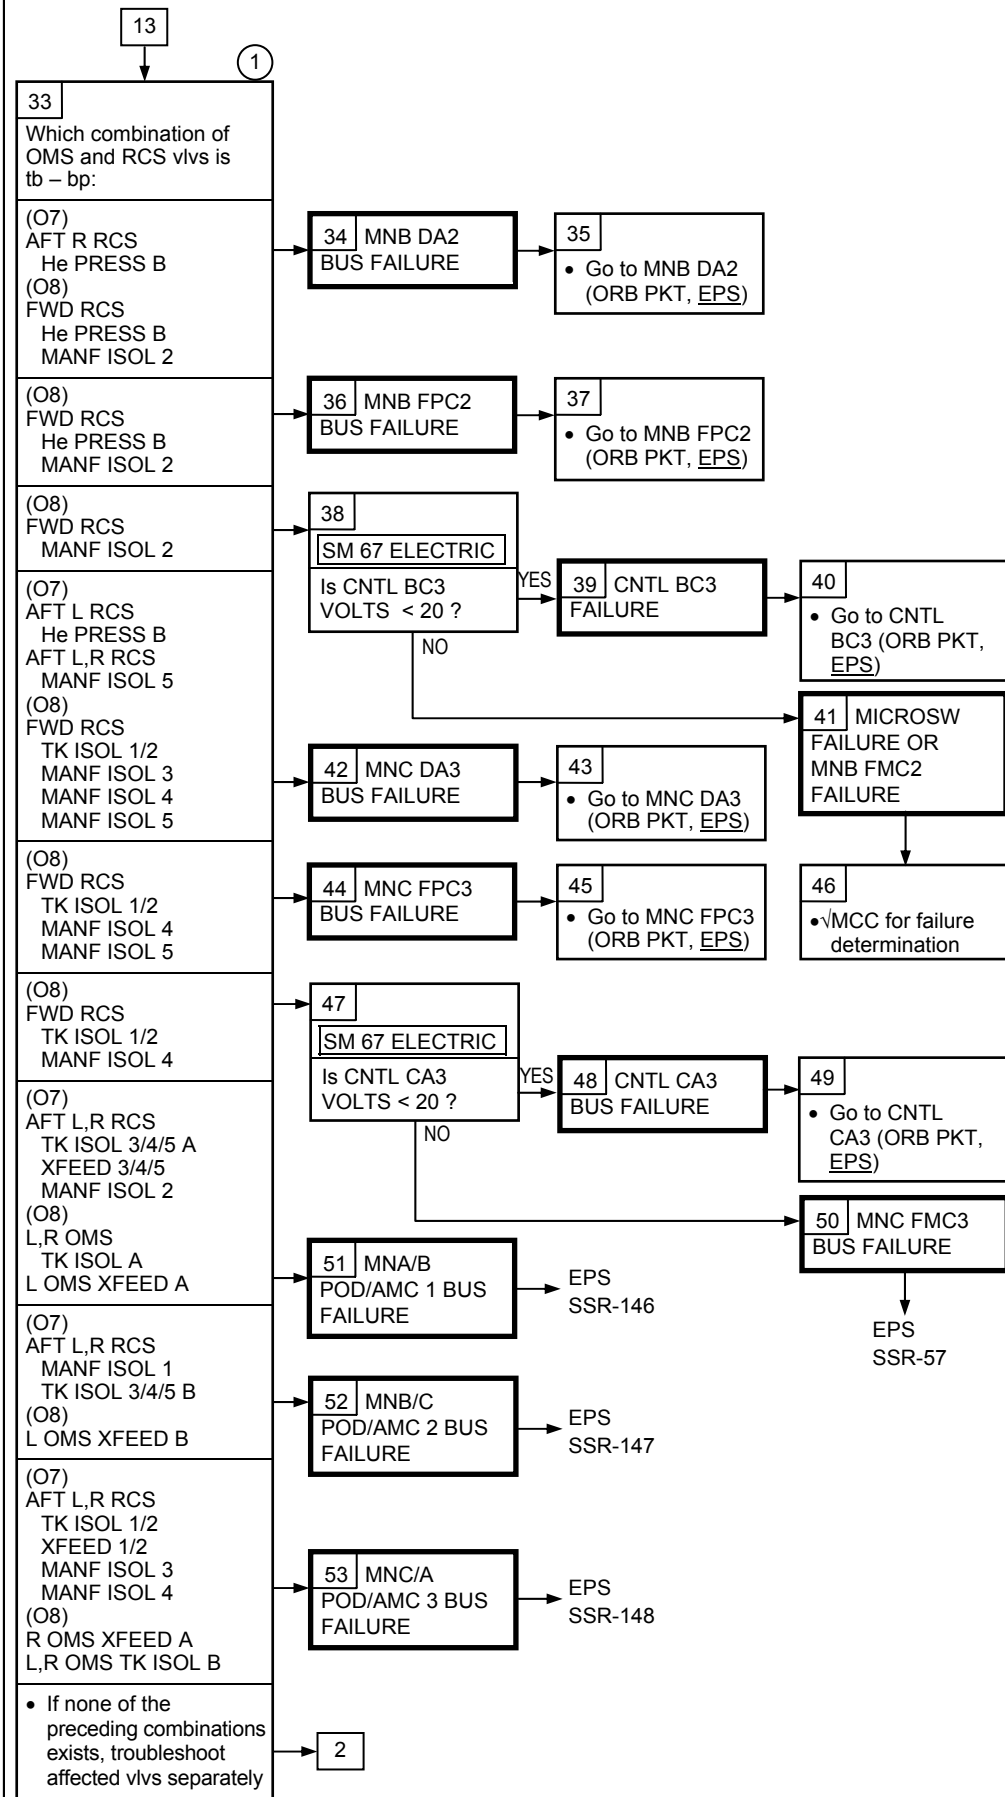 13
1
33
Which combination of
OMS and RCS vlvs is
tb – bp:
(O7)
AFT R RCS
He PRESS B
(O8)
FWD RCS
He PRESS B
MANF ISOL 2
34 MNB DA2
BUS FAILURE
35
• Go to MNB DA2
(ORB PKT, EPS)
(O8)
FWD RCS
He PRESS B
MANF ISOL 2
36 MNB FPC2
BUS FAILURE
37
• Go to MNB FPC2
(ORB PKT, EPS)
(O8)
FWD RCS
MANF ISOL 2
38
SM 67 ELECTRIC
Is CNTL BC3
VOLTS < 20 ?
YES
NO
39 CNTL BC3
FAILURE
40
• Go to CNTL
BC3 (ORB PKT,
EPS)
41 MICROSW
FAILURE OR
MNB FMC2
FAILURE
46
•√MCC for failure
determination
(O7)
AFT L RCS
He PRESS B
AFT L,R RCS
MANF ISOL 5
(O8)
FWD RCS
TK ISOL 1/2
MANF ISOL 3
MANF ISOL 4
MANF ISOL 5
42 MNC DA3
BUS FAILURE
43
• Go to MNC DA3
(ORB PKT, EPS)
(O8)
FWD RCS
TK ISOL 1/2
MANF ISOL 4
MANF ISOL 5
44 MNC FPC3
BUS FAILURE
45
• Go to MNC FPC3
(ORB PKT, EPS)
(O8)
FWD RCS
TK ISOL 1/2
MANF ISOL 4
47
SM 67 ELECTRIC
Is CNTL CA3
VOLTS < 20 ?
YES
NO
48 CNTL CA3
BUS FAILURE
49
• Go to CNTL
CA3 (ORB PKT,
EPS)
50 MNC FMC3
BUS FAILURE
EPS
SSR-57
(O7)
AFT L,R RCS
TK ISOL 3/4/5 A
XFEED 3/4/5
MANF ISOL 2
(O8)
L,R OMS
TK ISOL A
L OMS XFEED A
51 MNA/B
POD/AMC 1 BUS
FAILURE
EPS
SSR-146
(O7)
AFT L,R RCS
MANF ISOL 1
TK ISOL 3/4/5 B
(O8)
L OMS XFEED B
52 MNB/C
POD/AMC 2 BUS
FAILURE
EPS
SSR-147
(O7)
AFT L,R RCS
TK ISOL 1/2
XFEED 1/2
MANF ISOL 3
MANF ISOL 4
(O8)
R OMS XFEED A
L,R OMS TK ISOL B
53 MNC/A
POD/AMC 3 BUS
FAILURE
EPS
SSR-148
• If none of the
preceding combinations
exists, troubleshoot
affected vlvs separately
2